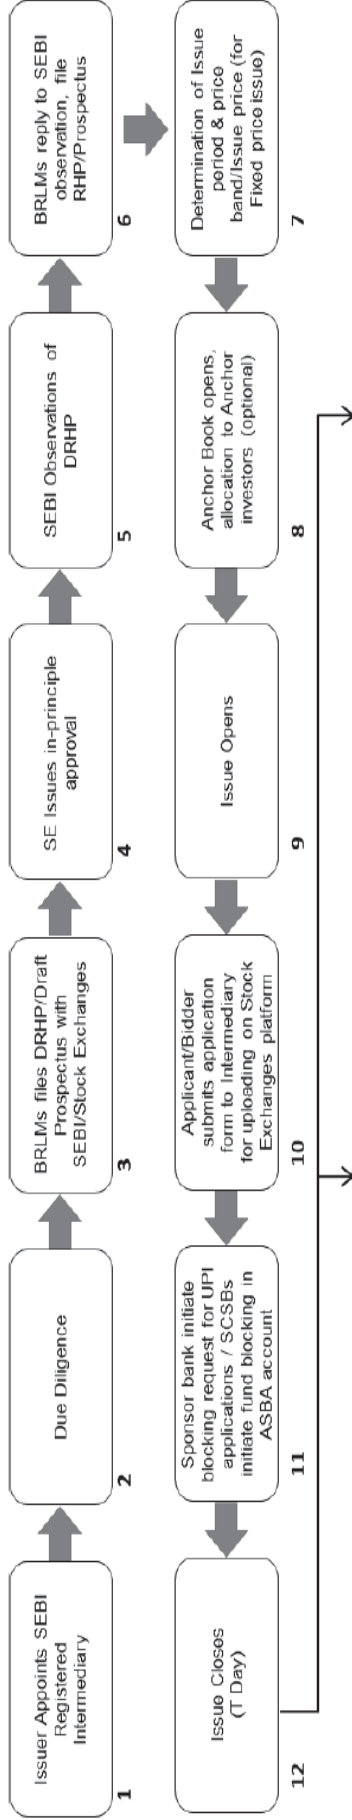 Issuer Appoints SEBI
Registered
Intermediary
1
Due Diligence
2
BRLMs files DRHP/Draft
Prospectus with
SEBI/Stock Exchanges
3
SE Issues in-principle
approval
4
SEBI Observations of
DRHP
5
BRLMs reply to SEBI
observation, file
RHP/Prospectus
6
Determination of Issue
period & price
band/Issue price (for
Fixed price issue)
7
Anchor Book opens,
allocation to Anchor
investors (optional)
8
Issue Opens
9
Applicant/Bidder
submits application
form to Intermediary
for uploading on Stock
Exchanges platform
10
Sponsor bank initiate
blocking request for UPI
applications / SCSBs
initiate fund blocking in
ASBA account
11
Issue Closes
(T Day)
12